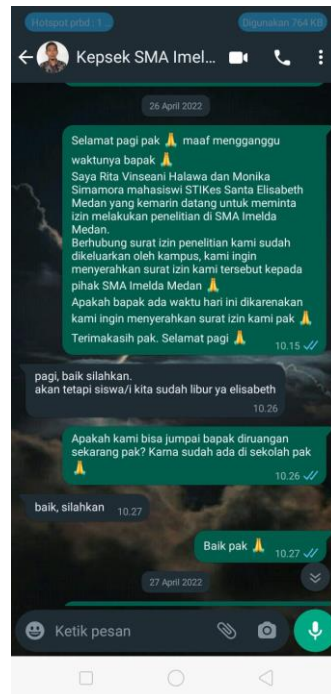 Hotspot prbd : 1...
Digunakan 764 KB
Kepsek SMA Imel...
26 April 2022
Selamat pagi pak 🙏 maaf mengganggu
waktunya bapak 🙏
Saya Rita Vinseani Halawa dan Monika
Simamora mahasiswi STIKes Santa Elisabeth
Medan yang kemarin datang untuk meminta
izin melakukan penelitian di SMA Imelda
Medan.
Berhubung surat izin penelitian kami sudah
dikeluarkan oleh kampus, kami ingin
menyerahkan surat izin kami tersebut kepada
pihak SMA Imelda Medan 🙏
Apakah bapak ada waktu hari ini dikarenakan
kami ingin menyerahkan surat izin kami pak 🙏
Terimakasih pak. Selamat pagi 🙏
10.15
pagi, baik silahkan.
akan tetapi siswa/i kita sudah libur ya elisabeth
10.26
Apakah kami bisa jumpai bapak diruangan
sekarang pak? Kama sudah ada di sekolah pak
🙏
10.26
baik, silahkan 10.27
Baik pak 🙏 10.27
27 April 2022
Ketik pesan